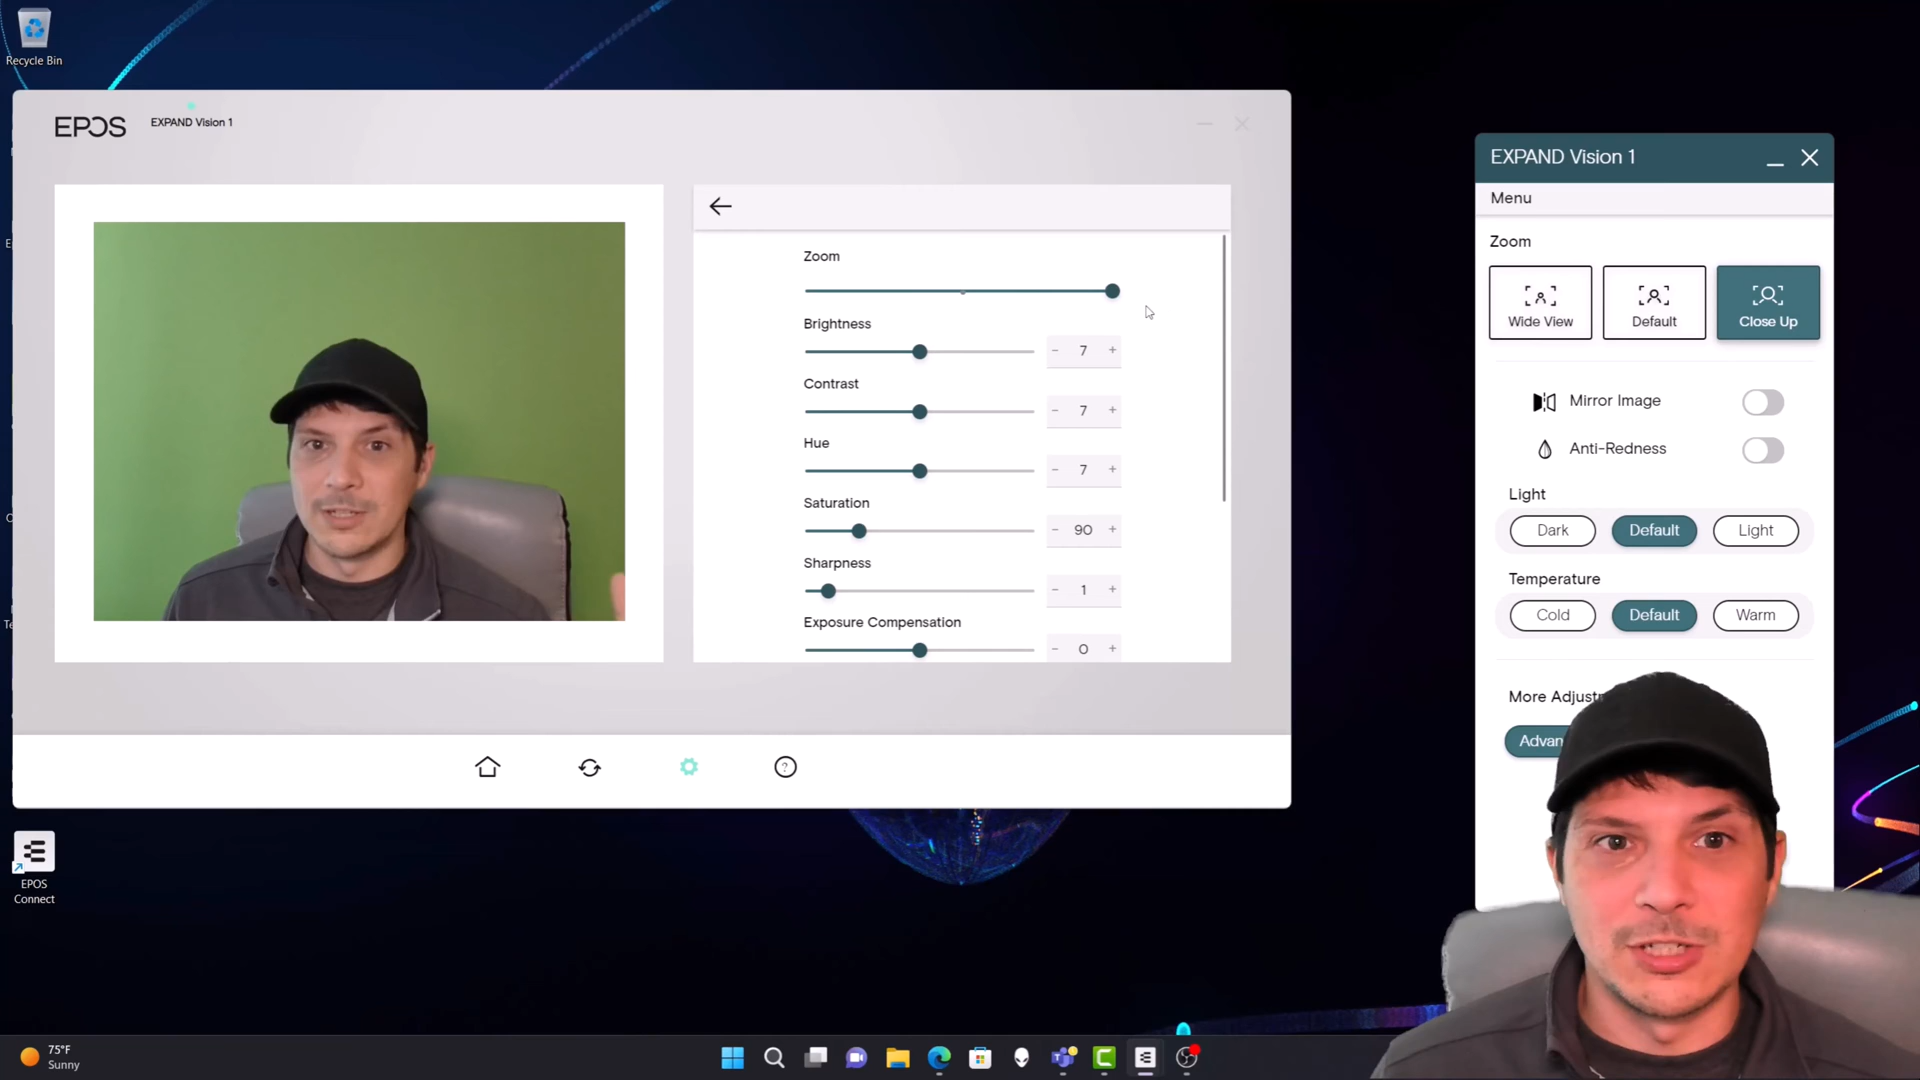 Recycle Bin
EPOS
EXPAND Vision 1
Zoom
Brightness
7
Contrast
7
Hue
7
Saturation
90
Sharpness
1
Exposure Compensation
0
EXPAND Vision 1
Menu
Zoom
Wide View
Default
Close Up
Mirror Image
Anti-Redness
Light
Dark
Default
Light
Temperature
Cold
Default
Warm
More Adjust
Advan
EPOS
Connect
75°F
Sunny